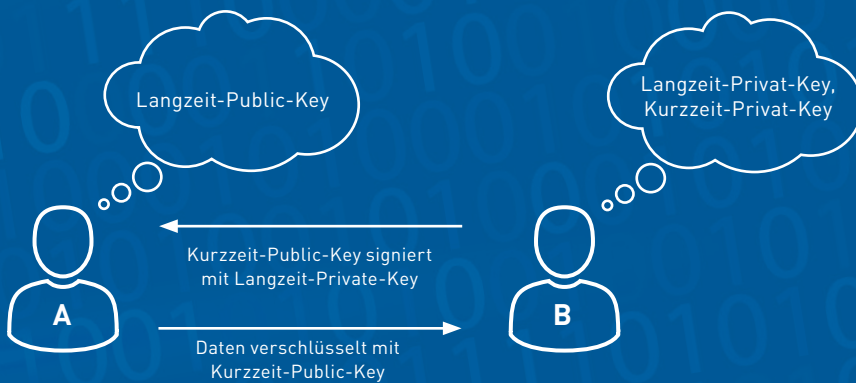 Langzeit-Public-Key
Langzeit-Privat-Key,
Kurzzeit-Privat-Key
Kurzzeit-Public-Key signiert
mit Langzeit-Private-Key
A
B
Daten verschlüsselt mit
Kurzzeit-Public-Key